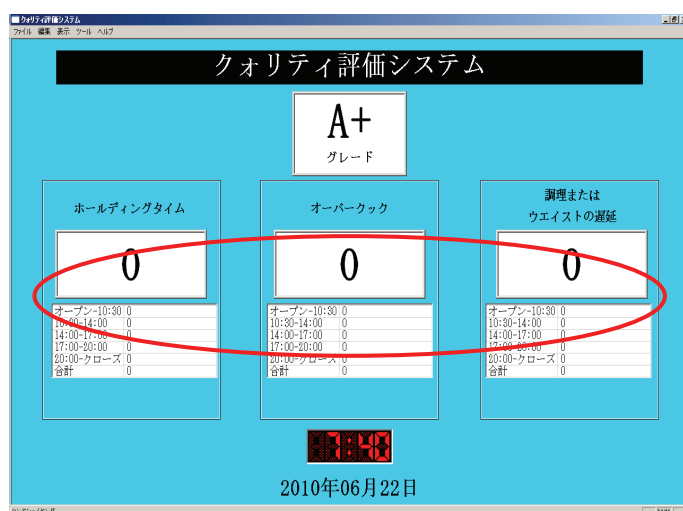 クォリティ評価システム
ファイル 編集 表示 ツール ヘルプ
クォリティ評価システム
A+
グレード
ホールディングタイム
0
オープン-10:30 0
10:30-14:00 0
14:00-17:00 0
17:00-20:00 0
20:00-クローズ 0
合計 0
オーバークック
0
オープン-10:30 0
10:30-14:00 0
14:00-17:00 0
17:00-20:00 0
20:00-クローズ 0
合計 0
調理または
ウエイストの遅延
0
オープン-10:30 0
10:30-14:00 0
14:00-17:00 0
17:00-20:00 0
20:00-クローズ 0
合計 0
17:40
2010年06月22日